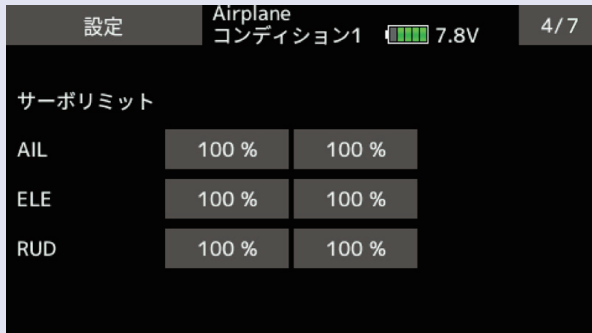 設定
Airplane
コンディション1 7.8V
4/7
サーボリミット
AIL 100 % 100 %
ELE 100 % 100 %
RUD 100 % 100 %